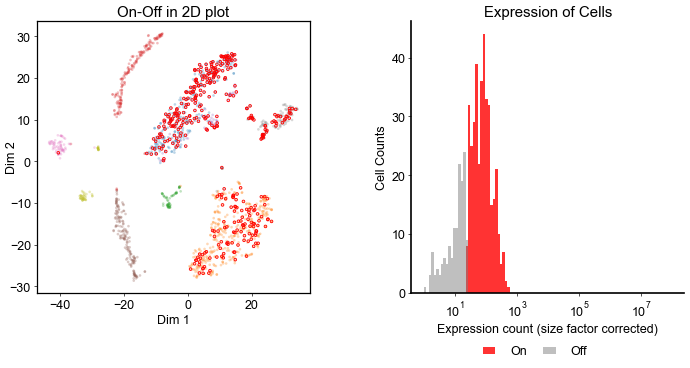 On-Off in 2D plot
Expression of Cells
30
20
10
0
−10
−20
−30
Dim 2
−40
−20
0
20
Dim 1
40
30
20
10
0
Cell Counts
10^1
10^3
10^5
10^7
Expression count (size factor corrected)
On Off